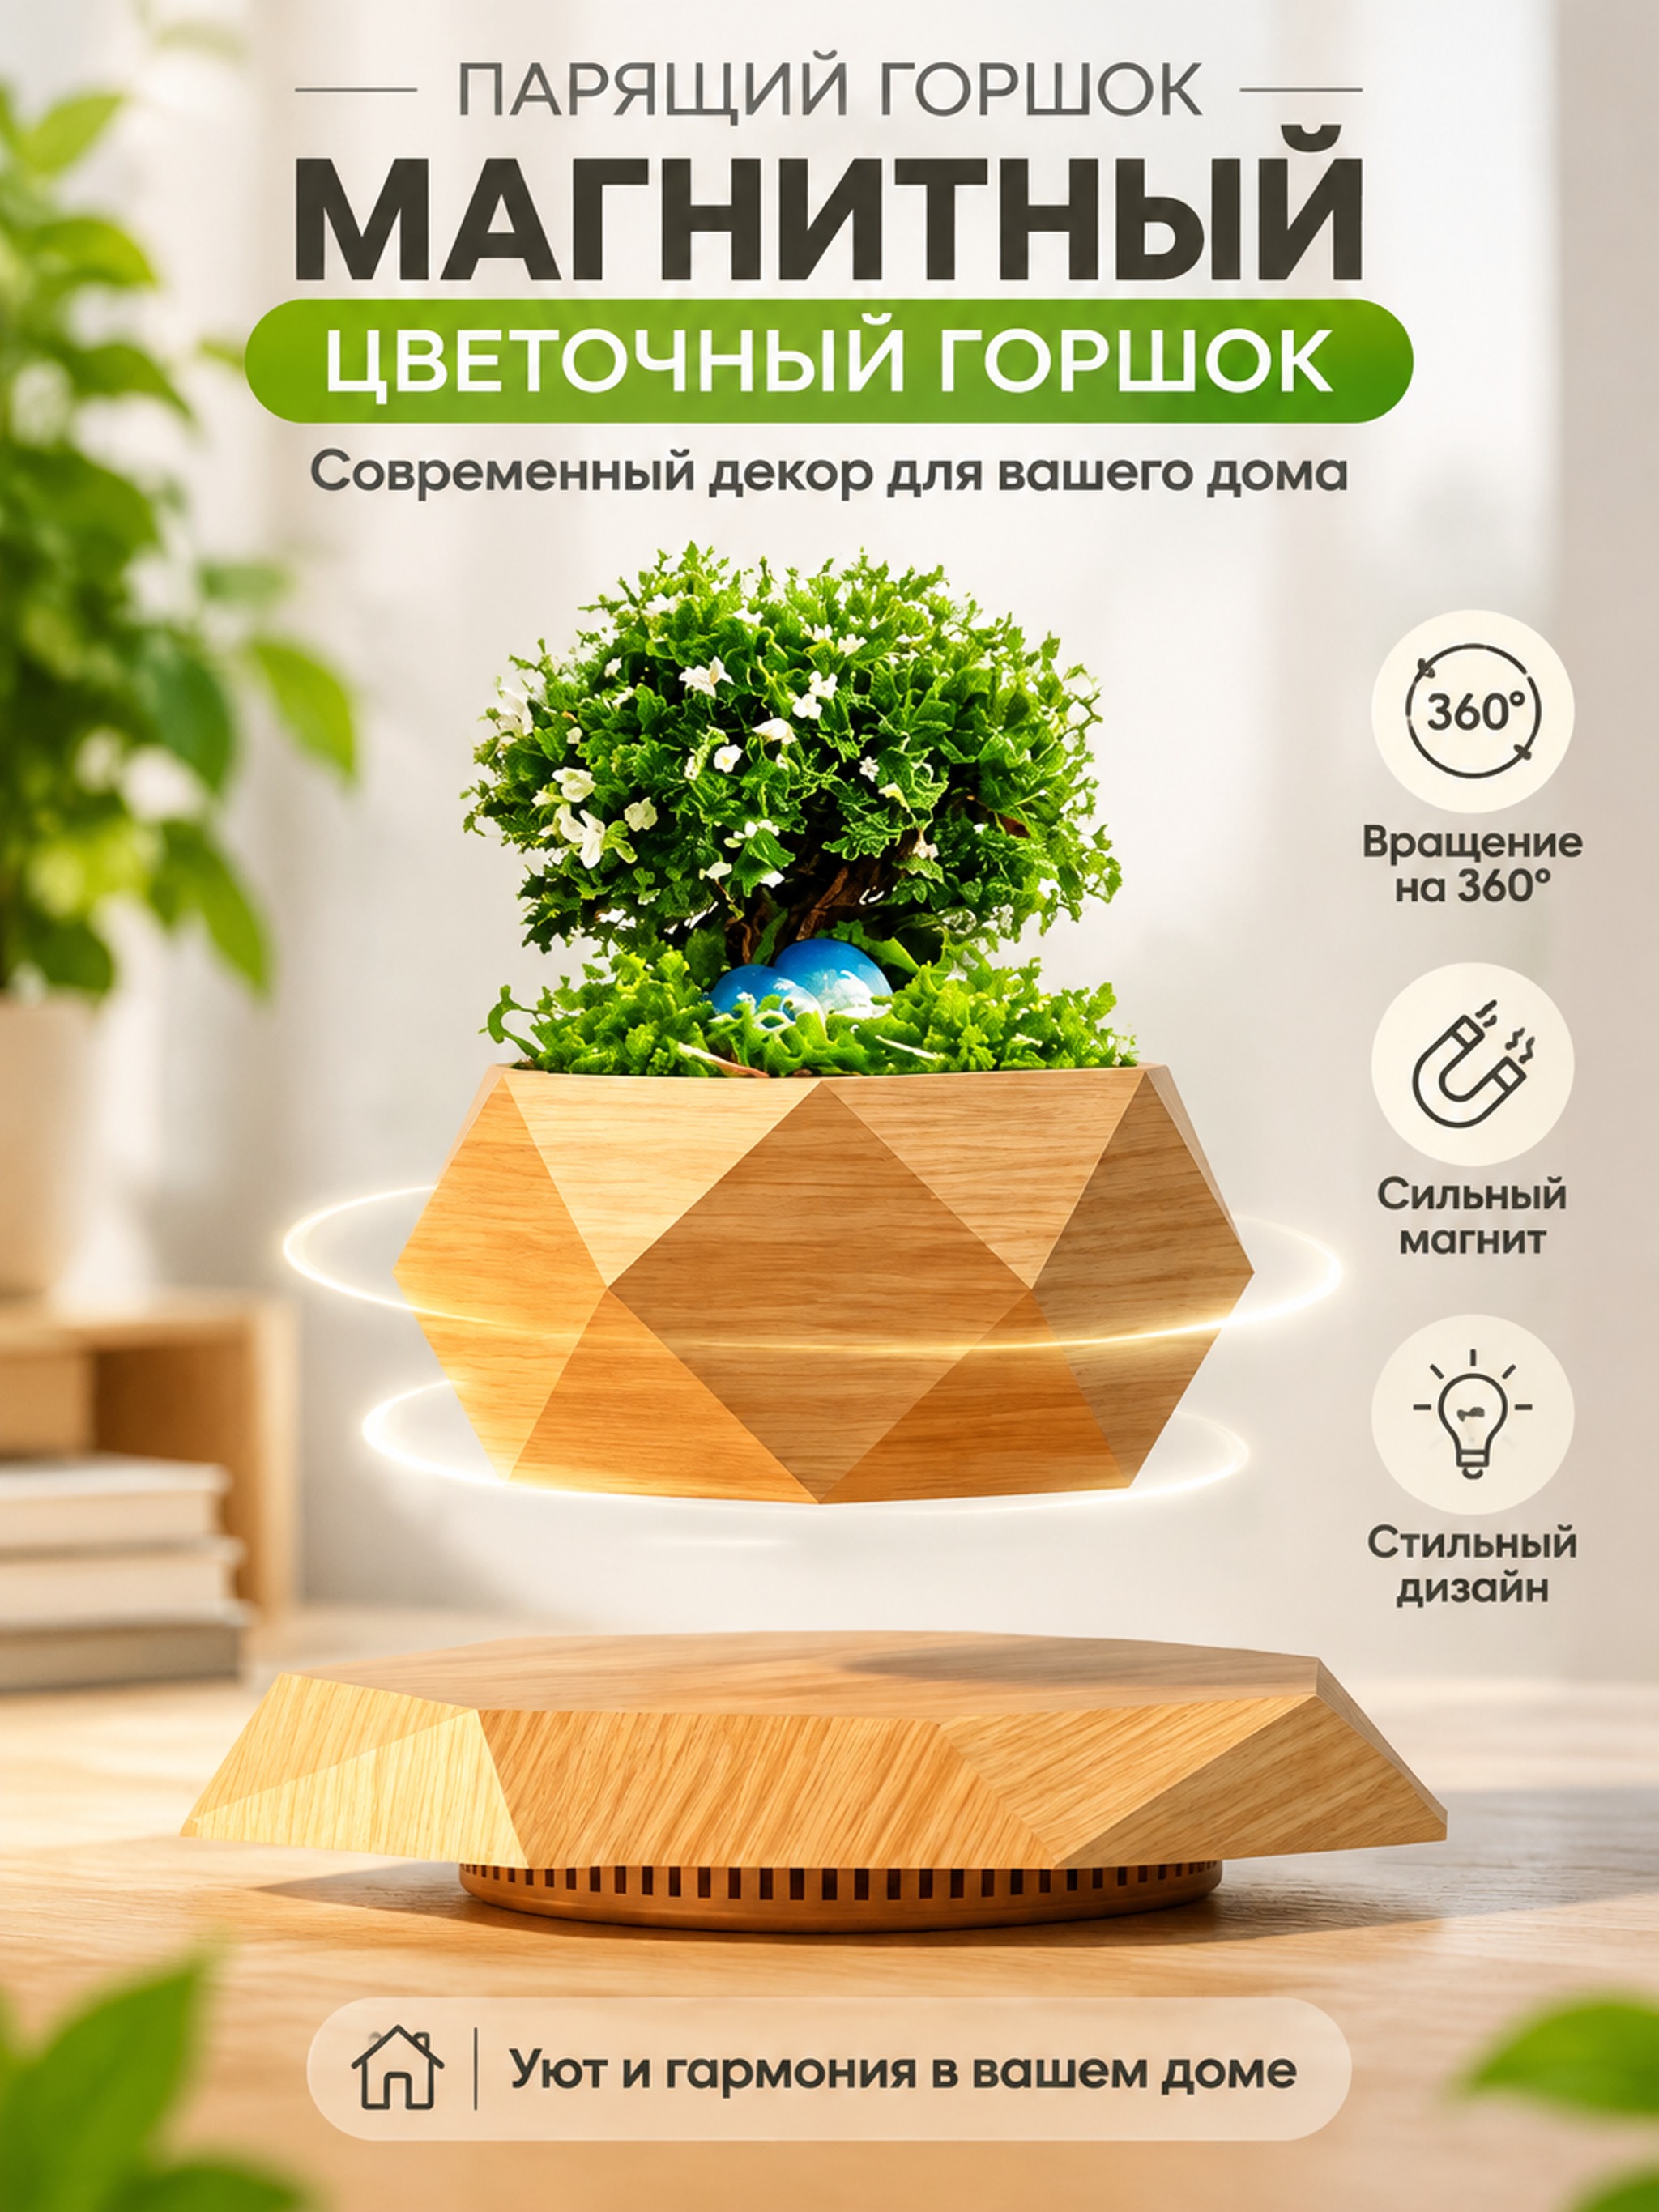 ПАРЯЩИЙ ГОРШОК
МАГНИТНЫЙ
ЦВЕТОЧНЫЙ ГОРШОК
Современный декор для вашего дома
360°
Вращение
на 360°
Сильный
магнит
Стильный
дизайн
Уют и гармония в вашем доме